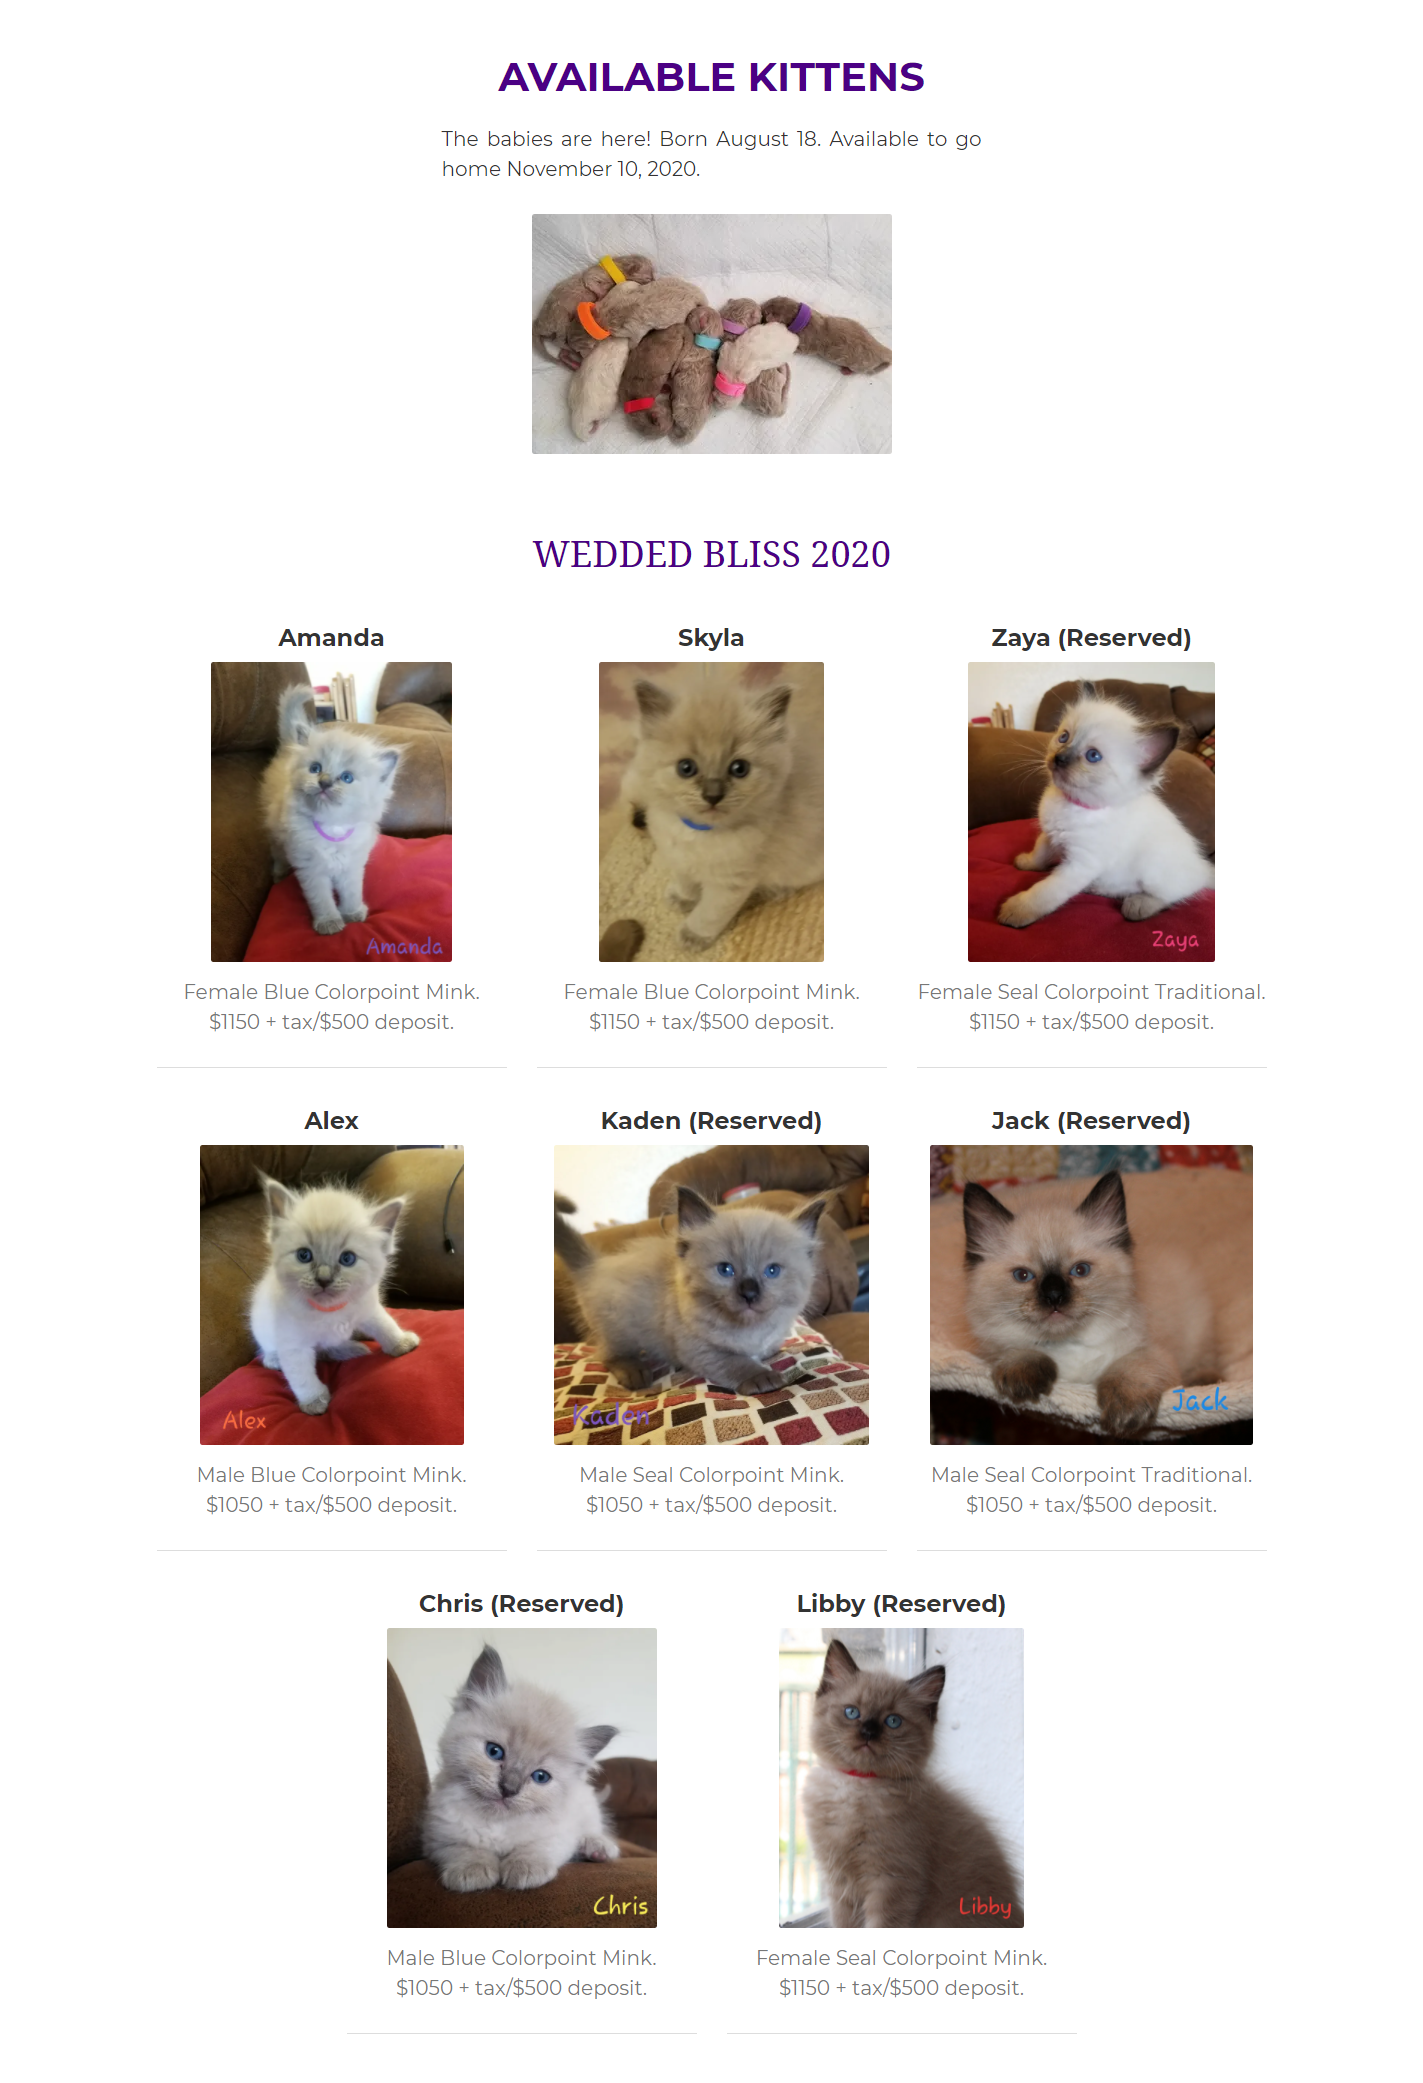 AVAILABLE KITTENS
The babies are here! Born August 18. Available to go
home November 10, 2020.
WEDDED BLISS 2020
Amanda
Amanda
Female Blue Colorpoint Mink.
$1150 + tax/$500 deposit.
Skyla
Female Blue Colorpoint Mink.
$1150 + tax/$500 deposit.
Zaya (Reserved)
Zaya
Female Seal Colorpoint Traditional.
$1150 + tax/$500 deposit.
Alex
Alex
Male Blue Colorpoint Mink.
$1050 + tax/$500 deposit.
Kaden (Reserved)
Kaden
Male Seal Colorpoint Mink.
$1050 + tax/$500 deposit.
Jack (Reserved)
Jack
Male Seal Colorpoint Traditional.
$1050 + tax/$500 deposit.
Chris (Reserved)
Chris
Male Blue Colorpoint Mink.
$1050 + tax/$500 deposit.
Libby (Reserved)
Libby
Female Seal Colorpoint Mink.
$1150 + tax/$500 deposit.